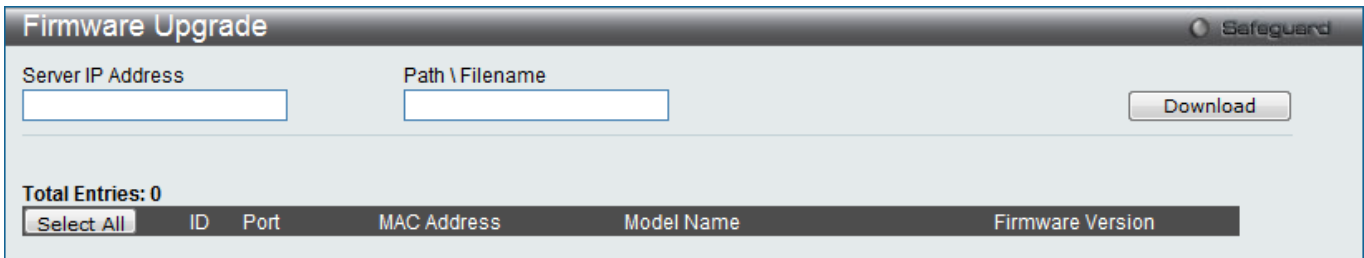 Firmware Upgrade Safeguard
Server IP Address Path \ Filename
Download
Total Entries: 0
Select All ID Port MAC Address Model Name Firmware Version